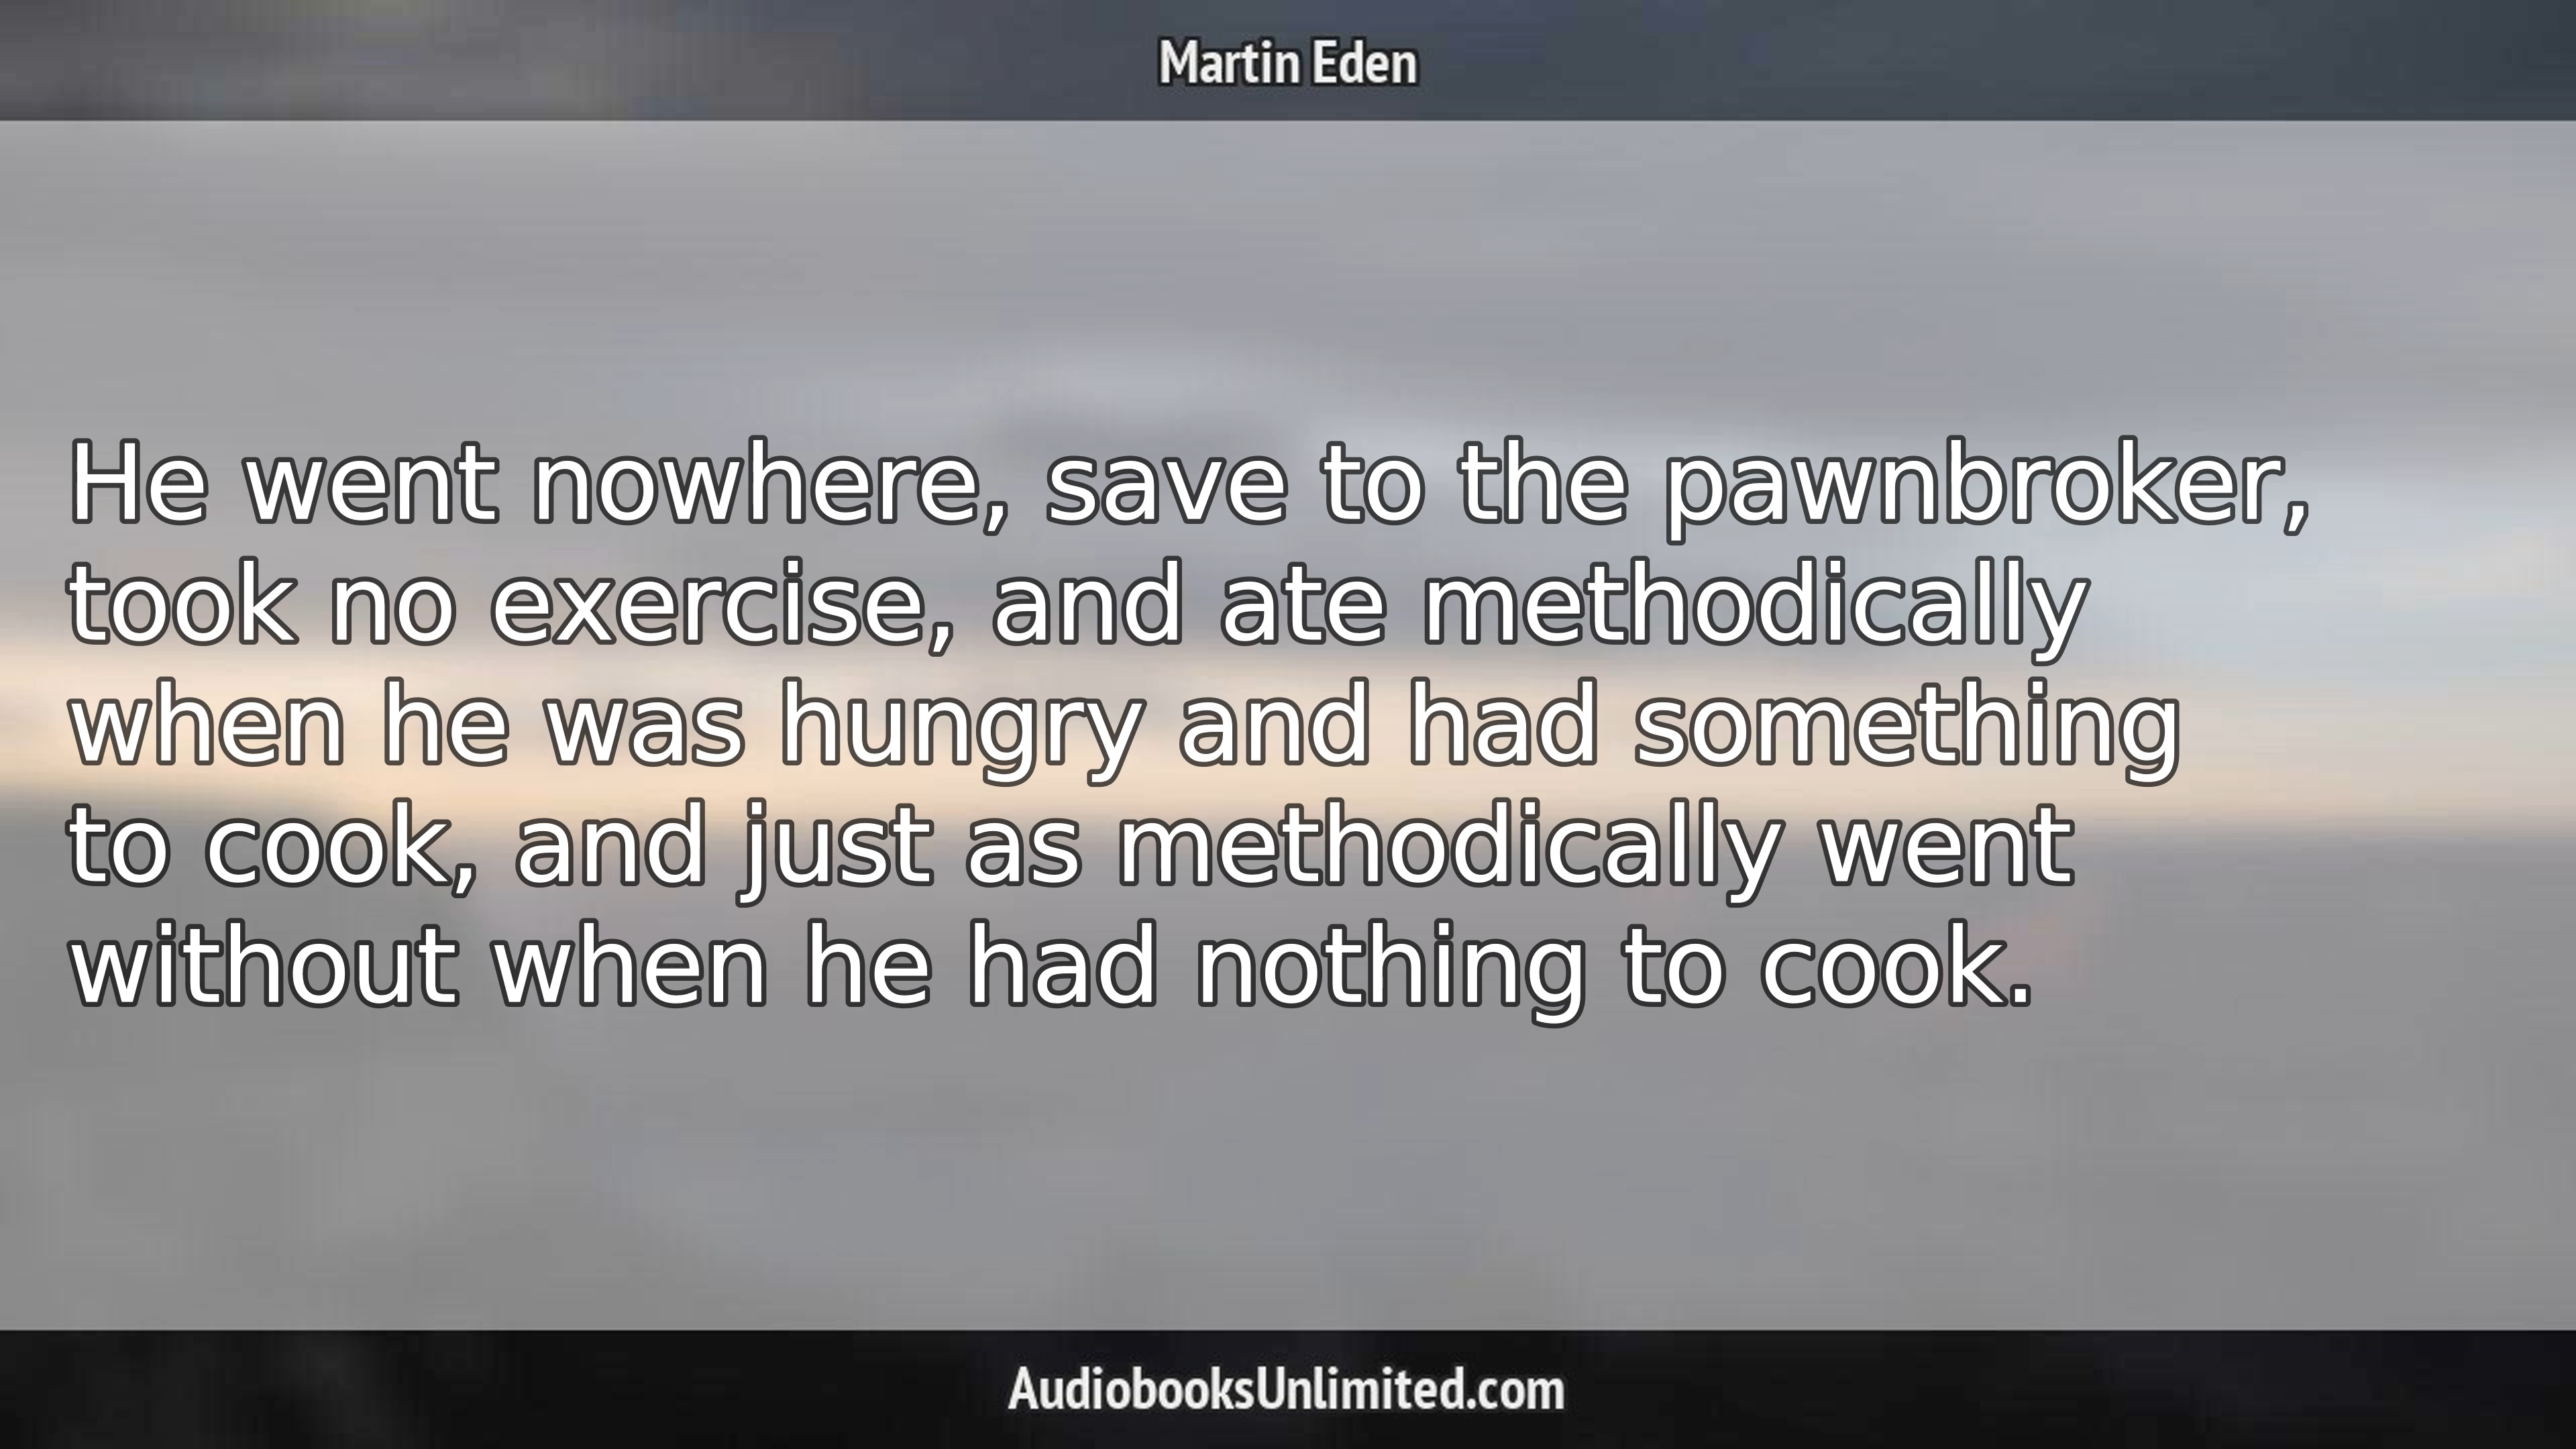 Martin Eden
He went nowhere, save to the pawnbroker,
took no exercise, and ate methodically
when he was hungry and had something
to cook, and just as methodically went
without when he had nothing to cook.
AudiobooksUnlimited.com